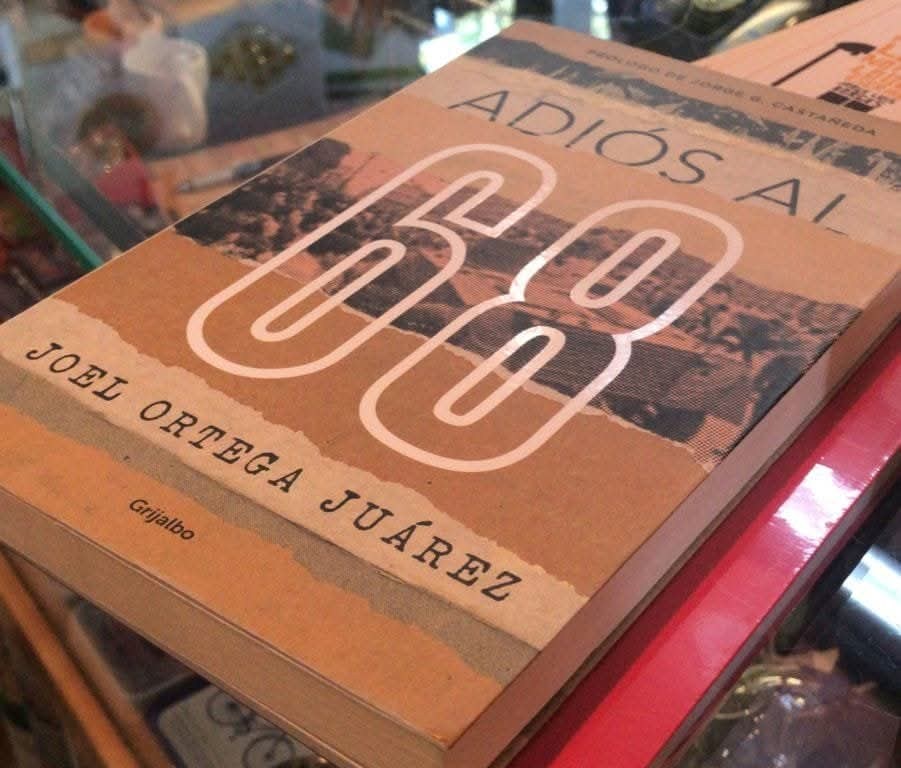 PRÓLOGO DE JORGE G. CASTAÑEDA
ADIÓS AL
68
JOEL ORTEGA JUÁREZ
Grijalbo